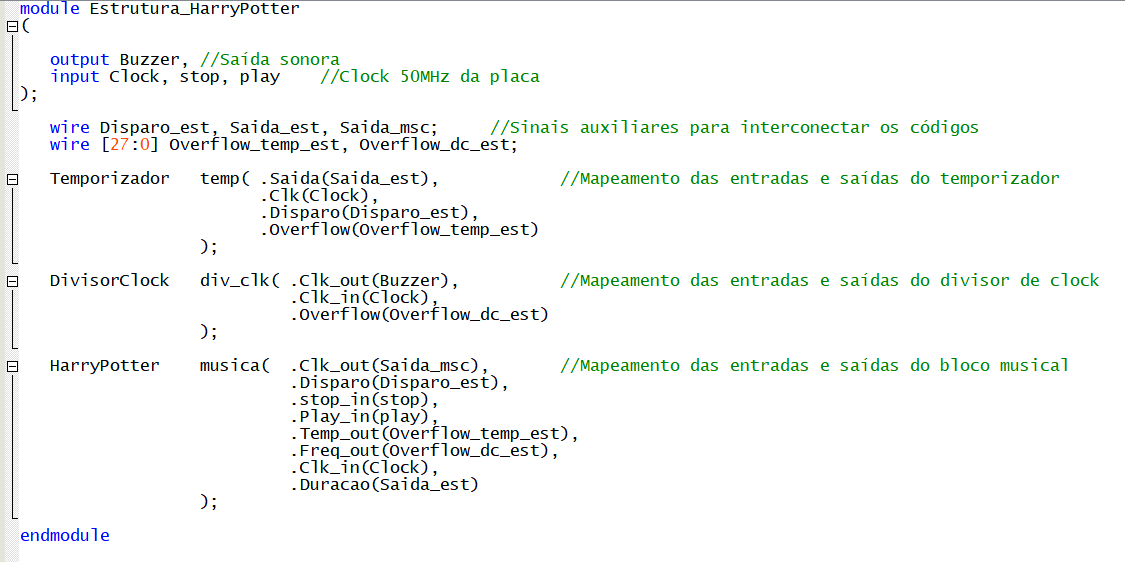 module Estrutura_HarryPotter
(
output Buzzer, //Saída sonora
input Clock, stop, play //Clock 50MHz da placa
);
wire Disparo_est, Saida_est, Saida_msc; //Sinais auxiliares para interconectar os códigos
wire [27:0] Overflow_temp_est, Overflow_dc_est;
Temporizador temp( .Saida(Saida_est), //Mapeamento das entradas e saídas do temporizador
.Clk(Clock),
.Disparo(Disparo_est),
.Overflow(Overflow_temp_est)
);
DivisorClock div_clk( .Clk_out(Buzzer), //Mapeamento das entradas e saídas do divisor de clock
.Clk_in(Clock),
.Overflow(Overflow_dc_est)
);
HarryPotter musica( .Clk_out(Saida_msc), //Mapeamento das entradas e saídas do bloco musical
.Disparo(Disparo_est),
.stop_in(stop),
.Play_in(play),
.Temp_out(Overflow_temp_est),
.Freq_out(Overflow_dc_est),
.Clk_in(Clock),
.Duracao(Saida_est)
);
endmodule